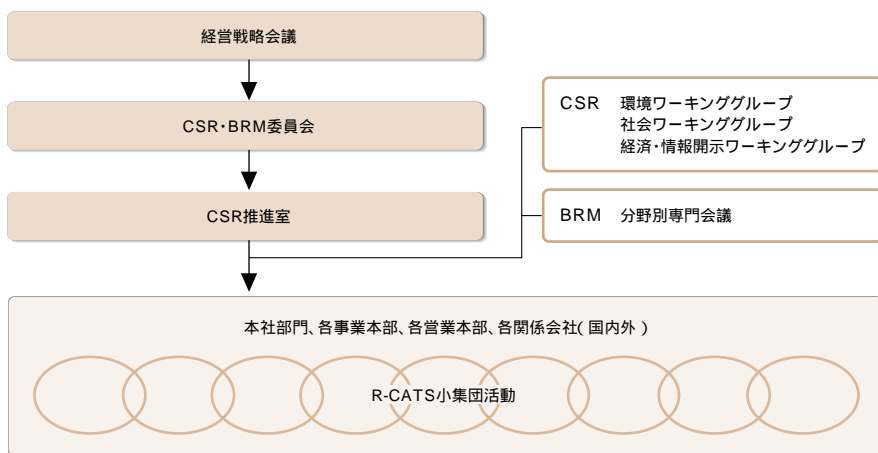 経営戦略会議
CSR・BRM委員会
CSR推進室
CSR 環境ワーキンググループ
社会ワーキンググループ
経済・情報開示ワーキンググループ
BRM 分野別専門会議
本社部門、各事業本部、各営業本部、各関係会社(国内外)
R-CATS小集団活動